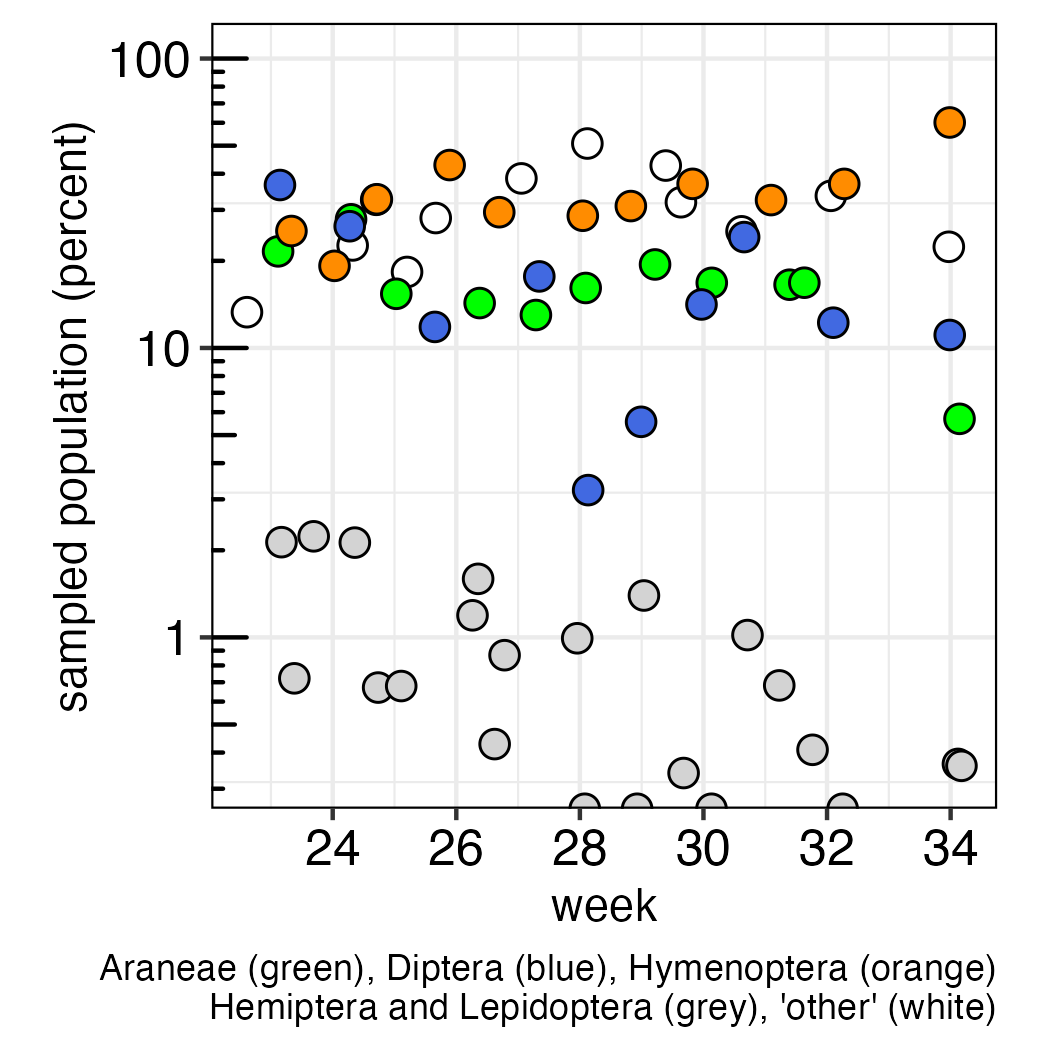 sampled population (percent)
100
10
1
24 26 28 30 32 34
week
Araneae (green), Diptera (blue), Hymenoptera (orange)
Hemiptera and Lepidoptera (grey), 'other' (white)